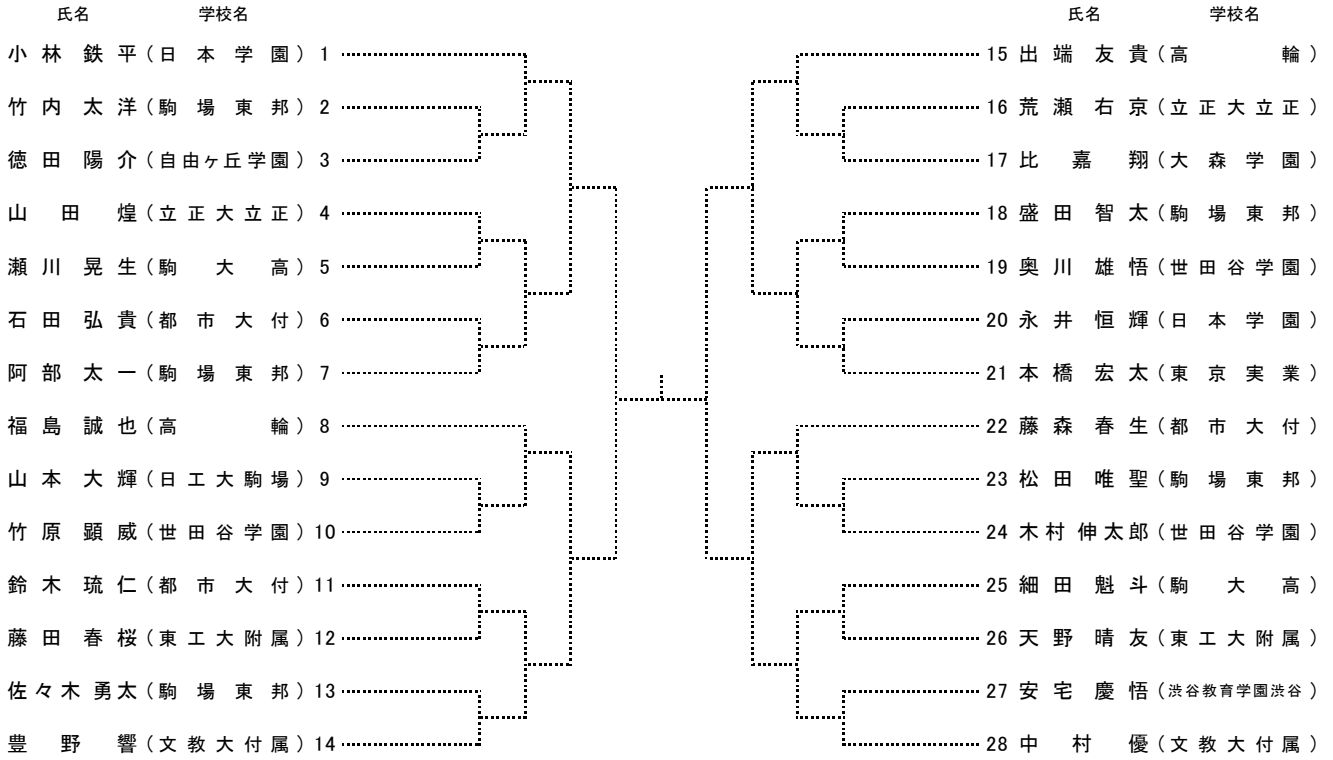 氏名 学校名
小林 鉄平 (日本学園) 1
竹内 太洋 (駒場東邦) 2
徳田 陽介 (自由ヶ丘学園) 3
山田 煌 (立正大立正) 4
瀬川 晃生 (駒大高) 5
石田 弘貴 (都市大付) 6
阿部 太一 (駒場東邦) 7
福島 誠也 (高輪) 8
山本 大輝 (日工大駒場) 9
竹原 顕威 (世田谷学園) 10
鈴木 琉仁 (都市大付) 11
藤田 春桜 (東工大附属) 12
佐々木 勇太 (駒場東邦) 13
豊野 響 (文教大付属) 14
氏名 学校名
15 出端 友貴 (高輪)
16 荒瀬 右京 (立正大立正)
17 比嘉 翔 (大森学園)
18 盛田 智太 (駒場東邦)
19 奥川 雄悟 (世田谷学園)
20 永井 恒輝 (日本学園)
21 本橋 宏太 (東京実業)
22 藤森 春生 (都市大付)
23 松田 唯聖 (駒場東邦)
24 木村 伸太郎 (世田谷学園)
25 細田 魁斗 (駒大高)
26 天野 晴友 (東工大附属)
27 安宅 慶悟 (渋谷教育学園渋谷)
28 中村 優 (文教大付属)